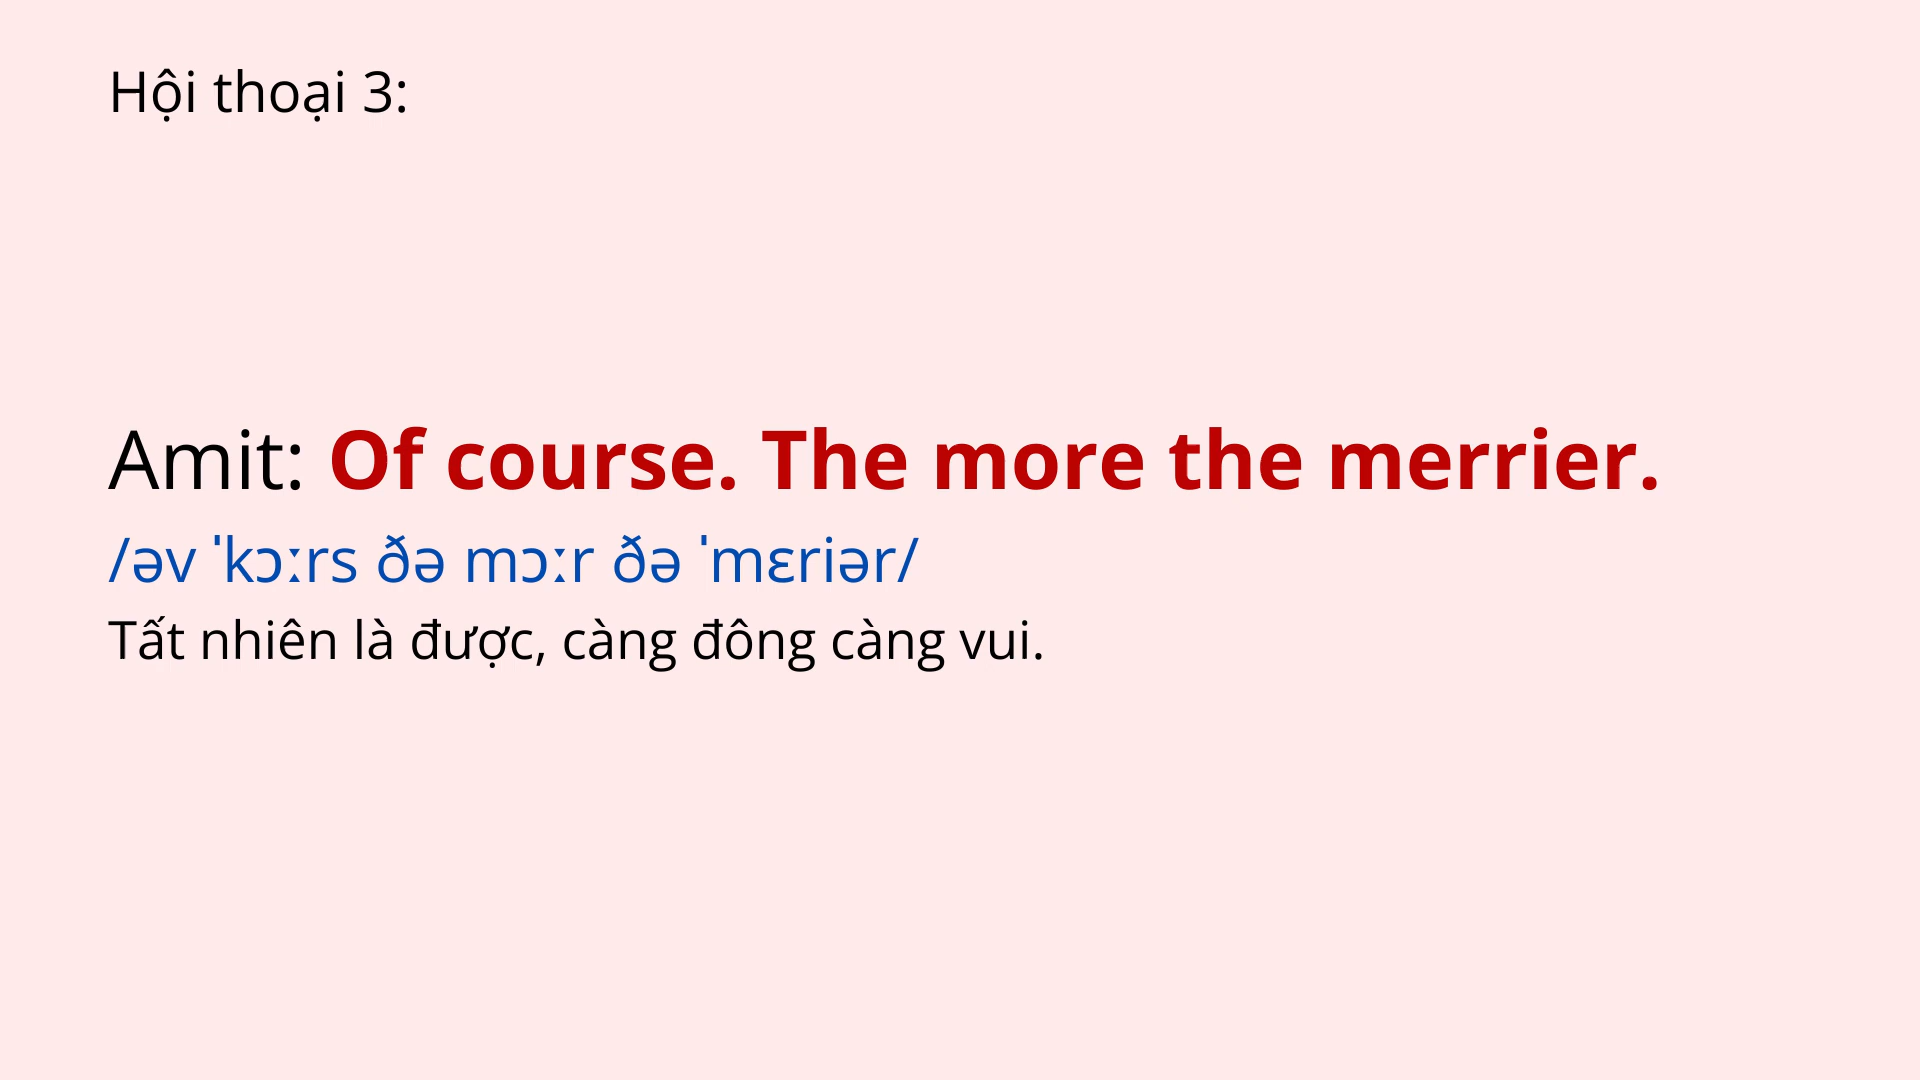 Hội thoại 3:
Amit: Of course. The more the merrier.
/əv ˈkɔːrs ðə mɔːr ðə ˈmɛriər/
Tất nhiên là được, càng đông càng vui.